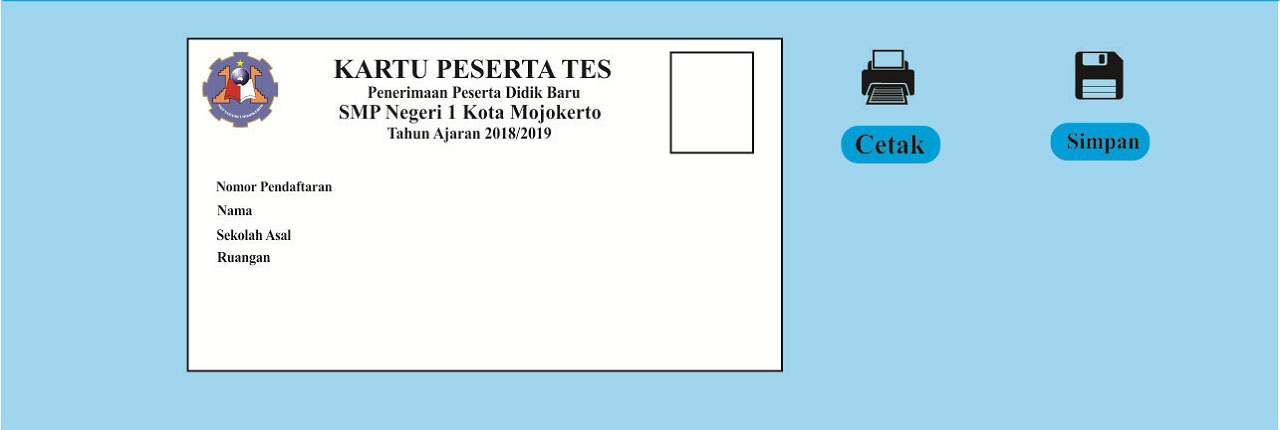 KARTU PESERTA TES
Penerimaan Peserta Didik Baru
SMP Negeri 1 Kota Mojokerto
Tahun Ajaran 2018/2019
Nomor Pendaftaran
Nama
Sekolah Asal
Ruangan
Cetak
Simpan